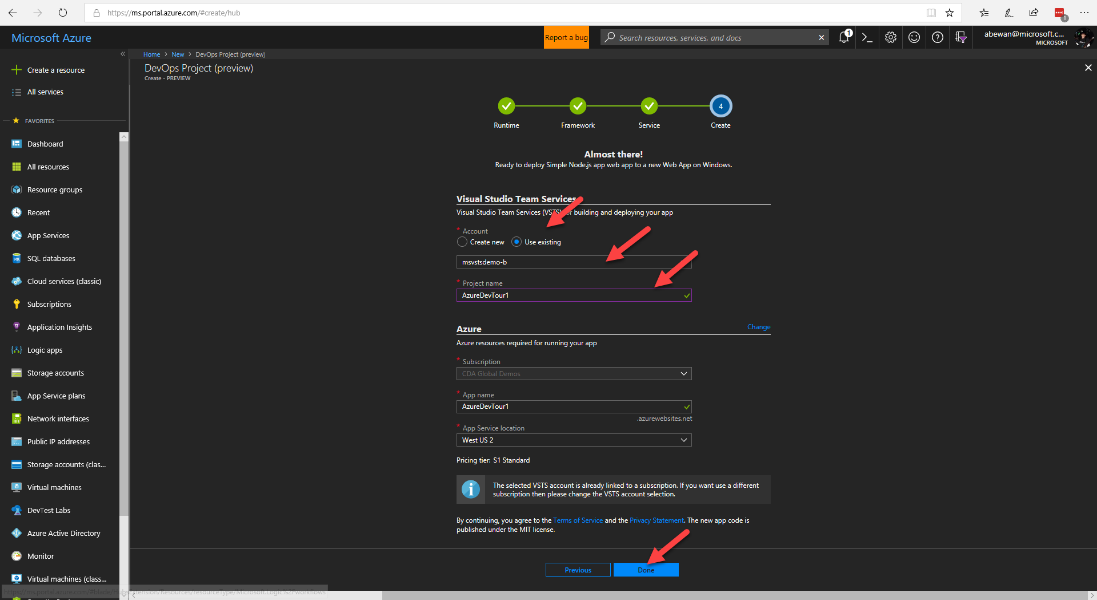 https://ms.portal.azure.com/#create/hub
Microsoft Azure
Report a bug
Search resources, services, and docs
1
abewan@microsoft.c...
MICROSOFT
Home > New > DevOps Project (preview)
DevOps Project (preview)
Create - PREVIEW
Create a resource
All services
FAVORITES
Dashboard
All resources
Resource groups
Recent
App Services
SQL databases
Cloud services (classic)
Subscriptions
Application Insights
Logic apps
Storage accounts
App Service plans
Network interfaces
Public IP addresses
Storage accounts (clas...
Virtual machines
DevTest Labs
Azure Active Directory
Monitor
Virtual machines (class...
4
Runtime
Framework
Service
Create
Almost there!
Ready to deploy Simple Node.js app web app to a new Web App on Windows.
Visual Studio Team Services
Visual Studio Team Services (VSTS) for building and deploying your app
* Account
Create new
Use existing
msvstsdemo-b
* Project name
AzureDevTour1
Azure
Change
Azure resources required for running your app
* Subscription
CDA Global Demos
* App name
AzureDevTour1
.azurewebsites.net
* App Service location
West US 2
Pricing tier: S1 Standard
The selected VSTS account is already linked to a subscription. If you want use a different
subscription then please change the VSTS account selection.
By continuing, you agree to the Terms of Service and the Privacy Statement. The new app code is
published under the MIT license.
Previous
Done